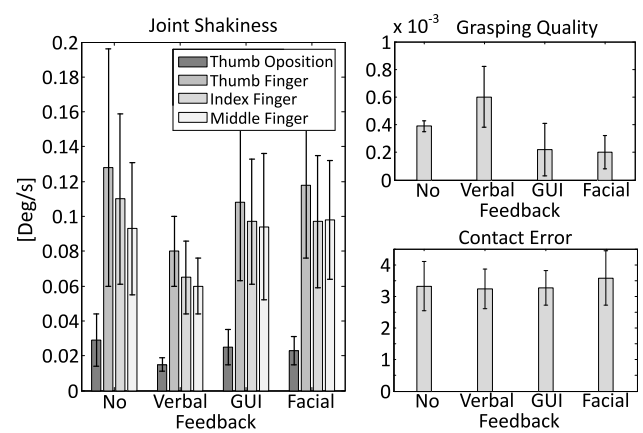 Joint Shakiness
[Deg/s]
0.2
0.18
0.16
0.14
0.12
0.1
0.08
0.06
0.04
0.02
0
Thumb Oposition
Thumb Finger
Index Finger
Middle Finger
No Verbal GUI Facial
Feedback
x 10⁻³
Grasping Quality
1
0.8
0.6
0.4
0.2
0
No Verbal GUI Facial
Feedback
Contact Error
4
3
2
1
0
No Verbal GUI Facial
Feedback